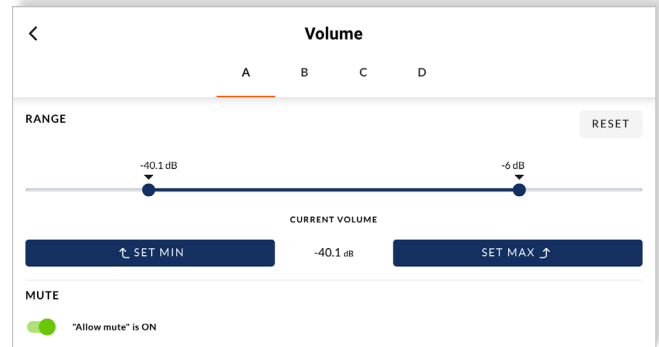 Volume
A B C D
RANGE
RESET
-40.1 dB -6 dB
CURRENT VOLUME
SET MIN -40.1 dB SET MAX
MUTE
"Allow mute" is ON